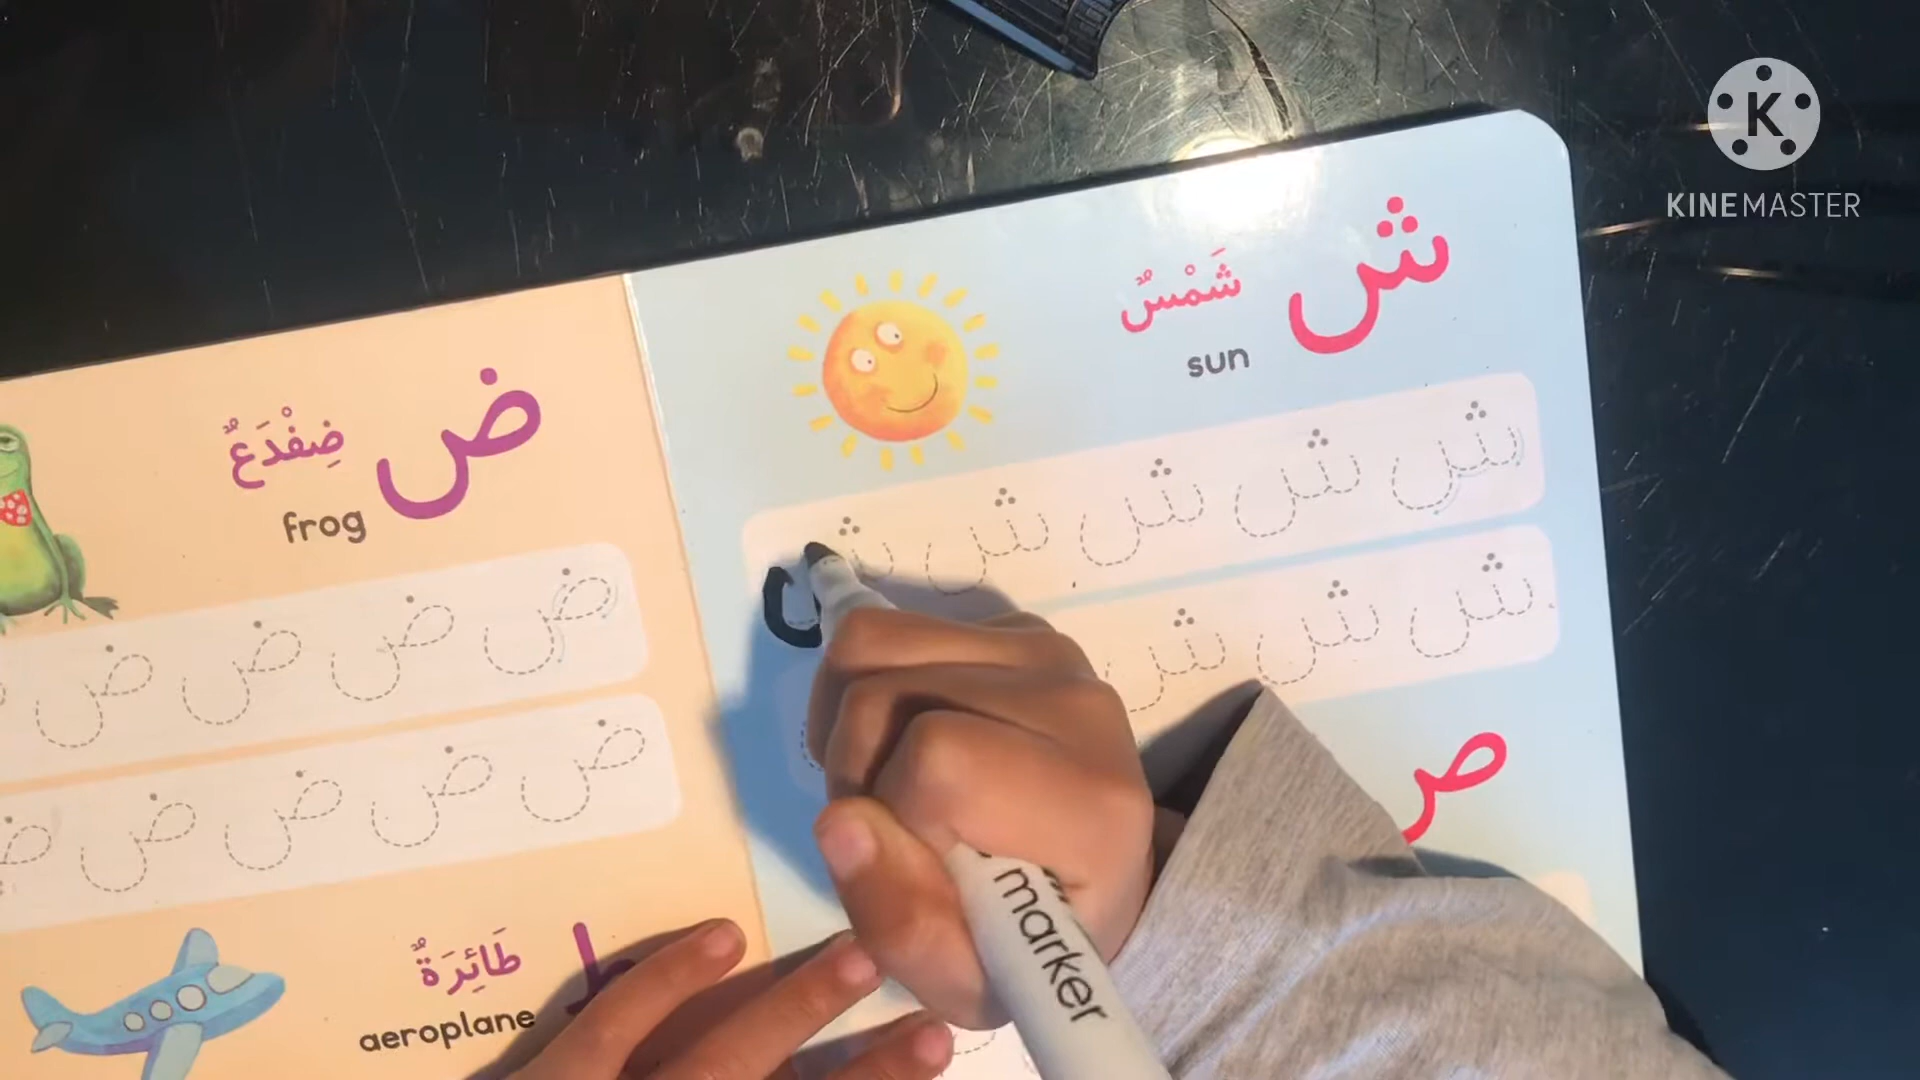 K
KINEMASTER
ش
شَمْسٌ
sun
ش ش ش ش ش
ش ش ش
ص
ض
ضِفْدَعٌ
frog
ض ض ض ض
ض ض ض ض ض
ط
طَائِرَةٌ
aeroplane
marker